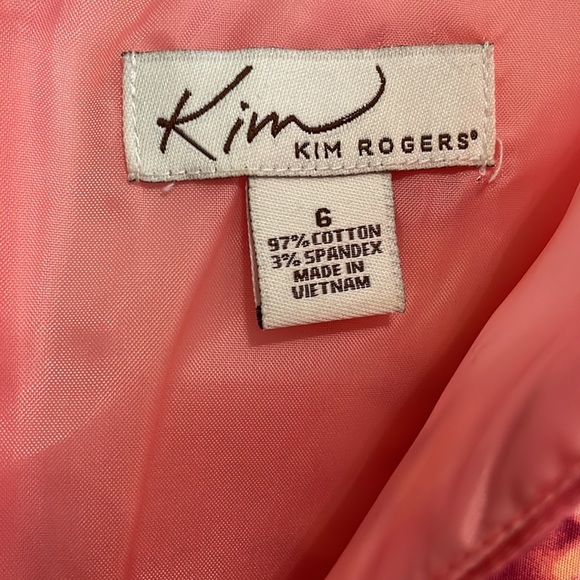 Kim
KIM ROGERS®
6
97% COTTON
3% SPANDEX
MADE IN
VIETNAM